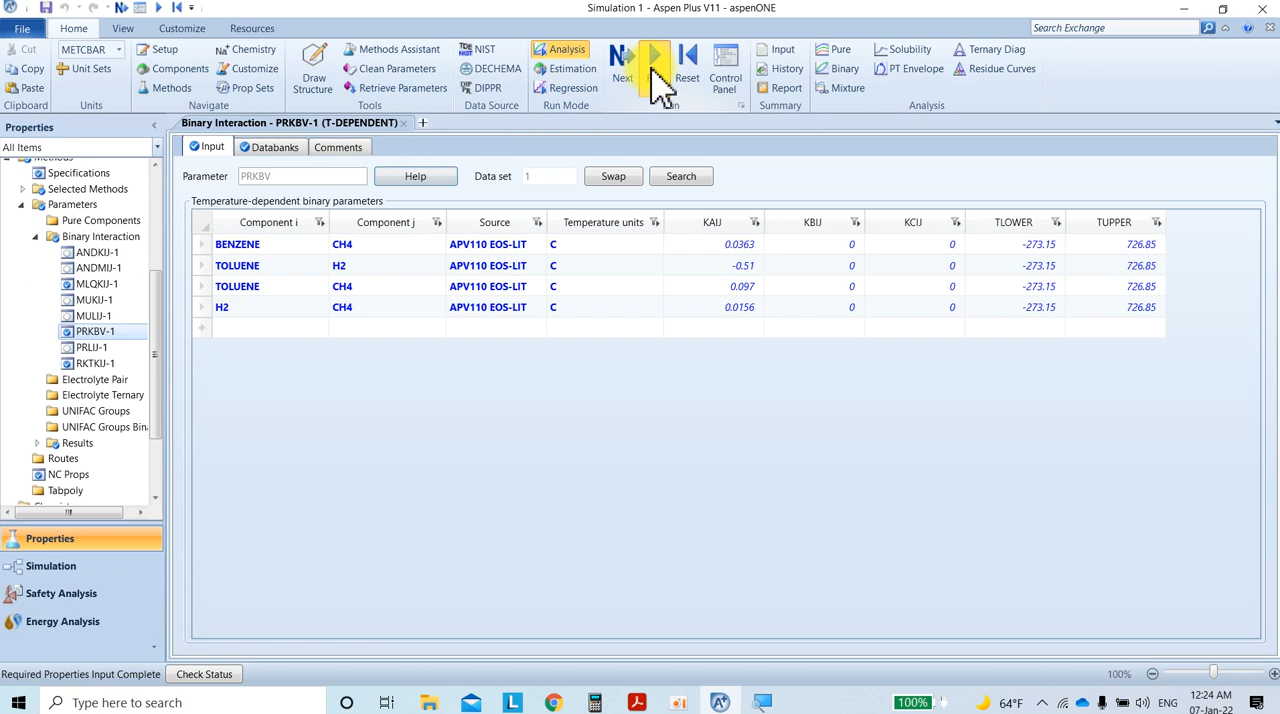 Simulation 1 - Aspen Plus V11 - aspenONE
File Home View Customize Resources Search Exchange
Cut METCBAR Setup Chemistry Methods Assistant NIST Analysis Input Pure Solubility Ternary Diag
Copy Unit Sets Components Customize Draw Structure Clean Parameters DECHEMA Estimation Next Reset Control Panel History Binary PT Envelope Residue Curves
Paste Methods Prop Sets Retrieve Parameters DIPPR Regression Report Mixture
Clipboard Units Navigate Tools Data Source Run Mode Summary Analysis
Properties Binary Interaction - PRKBV-1 (T-DEPENDENT)
All Items Input Databanks Comments
Methods
Specifications Parameter PRKBV Help Data set 1 Swap Search
Selected Methods
Parameters Temperature-dependent binary parameters
Pure Components Component i Component j Source Temperature units KAIJ KBIJ KCIJ TLOWER TUPPER
Binary Interaction BENZENE CH4 APV110 EOS-LIT C 0.0363 0 0 -273.15 726.85
ANDKIJ-1
ANDMIJ-1 TOLUENE H2 APV110 EOS-LIT C -0.51 0 0 -273.15 726.85
MLQKIJ-1 TOLUENE CH4 APV110 EOS-LIT C 0.097 0 0 -273.15 726.85
MUKIJ-1 H2 CH4 APV110 EOS-LIT C 0.0156 0 0 -273.15 726.85
MULIJ-1
PRKBV-1
PRLIJ-1
RKTKIJ-1
Electrolyte Pair
Electrolyte Ternary
UNIFAC Groups
UNIFAC Groups Bin
Results
Routes
NC Props
Tabpoly
Properties
Simulation
Safety Analysis
Energy Analysis
Required Properties Input Complete Check Status 100%
Type here to search 100% 64°F ENG 12:24 AM
07-Jan-22